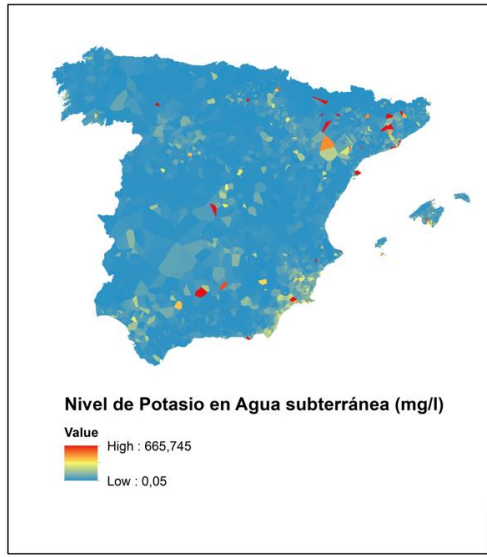 Nivel de Potasio en Agua subterránea (mg/l)
Value
High : 665,745
Low : 0,05